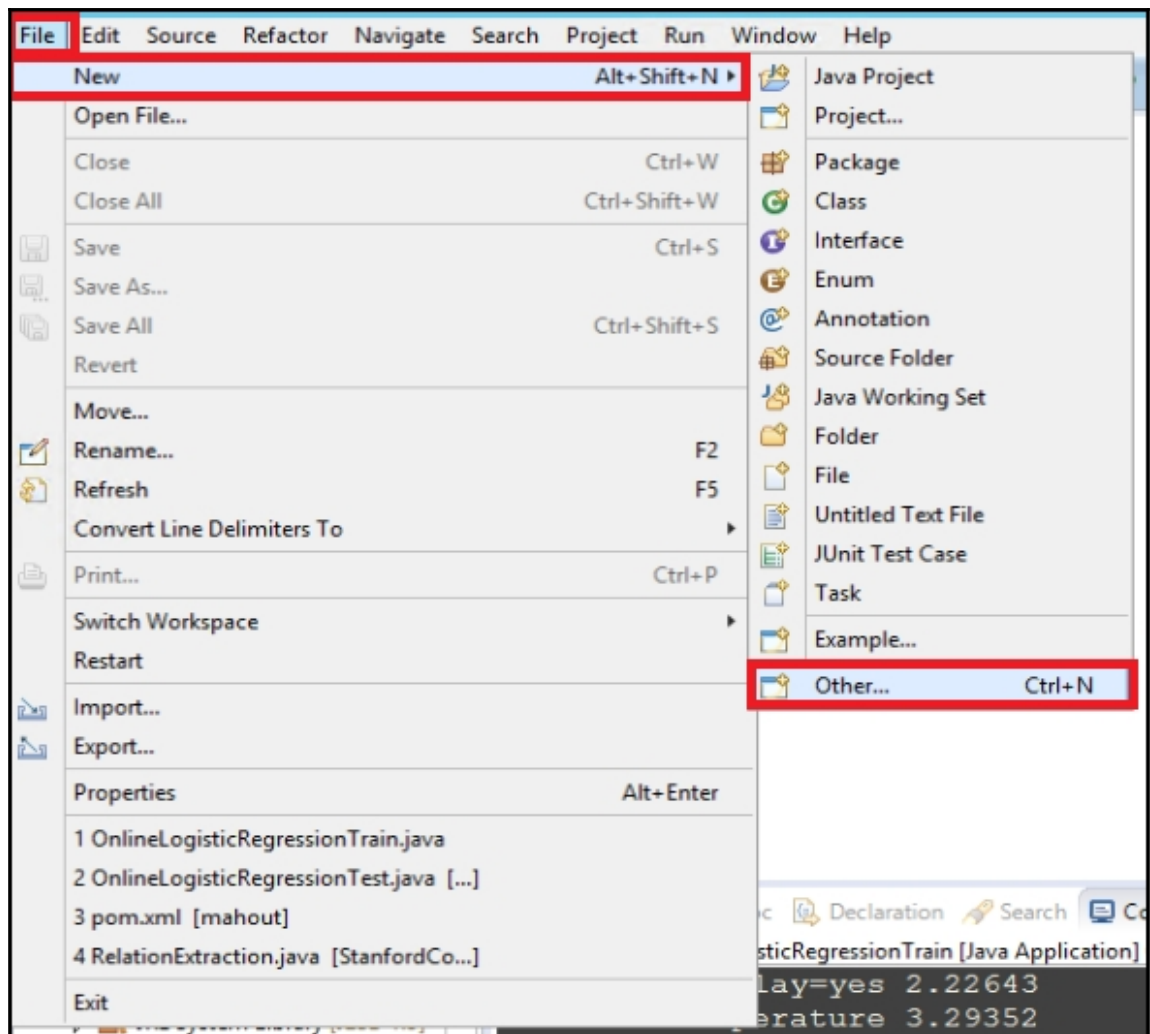 File Edit Source Refactor Navigate Search Project Run Window Help
New Alt+Shift+N
Open File...
Close Ctrl+W
Close All Ctrl+Shift+W
Save Ctrl+S
Save As...
Save All Ctrl+Shift+S
Revert
Move...
Rename... F2
Refresh F5
Convert Line Delimiters To
Print... Ctrl+P
Switch Workspace
Restart
Import...
Export...
Properties Alt+Enter
1 OnlineLogisticRegressionTrain.java
2 OnlineLogisticRegressionTest.java [...]
3 pom.xml [mahout]
4 RelationExtraction.java [StanfordCo...]
Exit
Java Project
Project...
Package
Class
Interface
Enum
Annotation
Source Folder
Java Working Set
Folder
File
Untitled Text File
JUnit Test Case
Task
Example...
Other... Ctrl+N
Declaration Search
sticRegressionTrain [Java Application]
lay=yes 2.22643
perature 3.29352